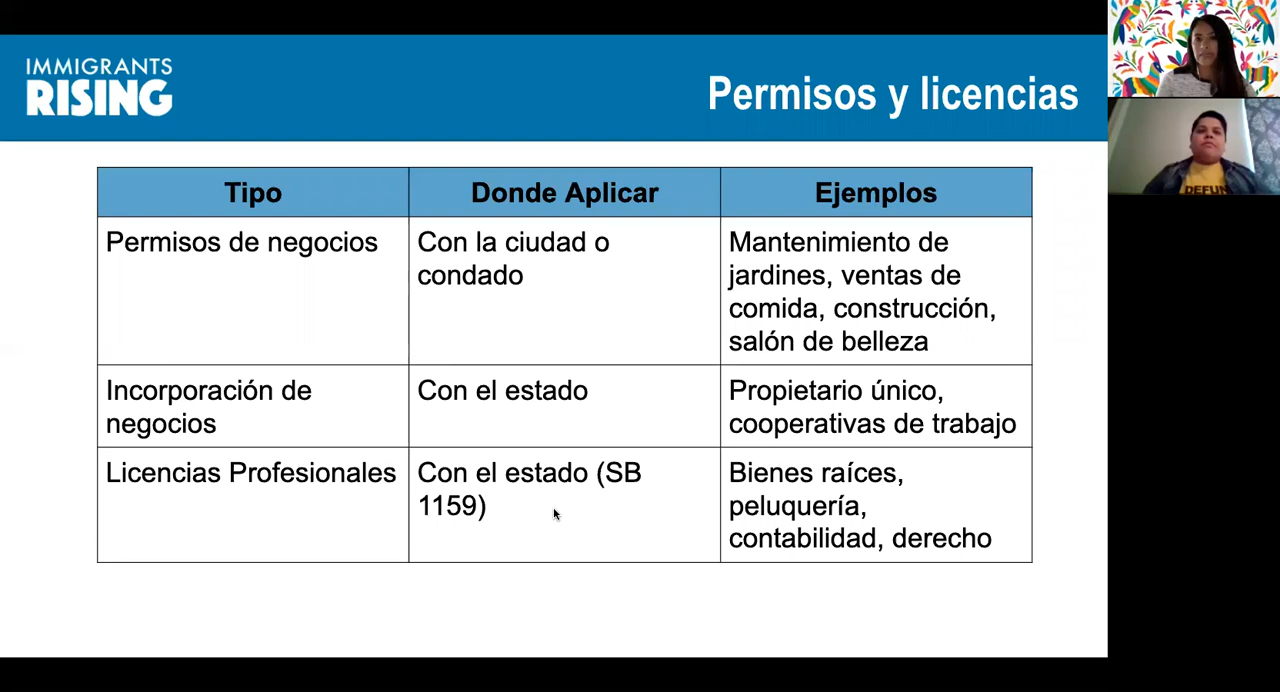 IMMIGRANTS
RISING
Permisos y licencias
Tipo
Donde Aplicar
Ejemplos
Permisos de negocios
Con la ciudad o
condado
Mantenimiento de
jardines, ventas de
comida, construcción,
salón de belleza
Incorporación de
negocios
Con el estado
Propietario único,
cooperativas de trabajo
Licencias Profesionales
Con el estado (SB
1159)
Bienes raíces,
peluquería,
contabilidad, derecho
DEFUN